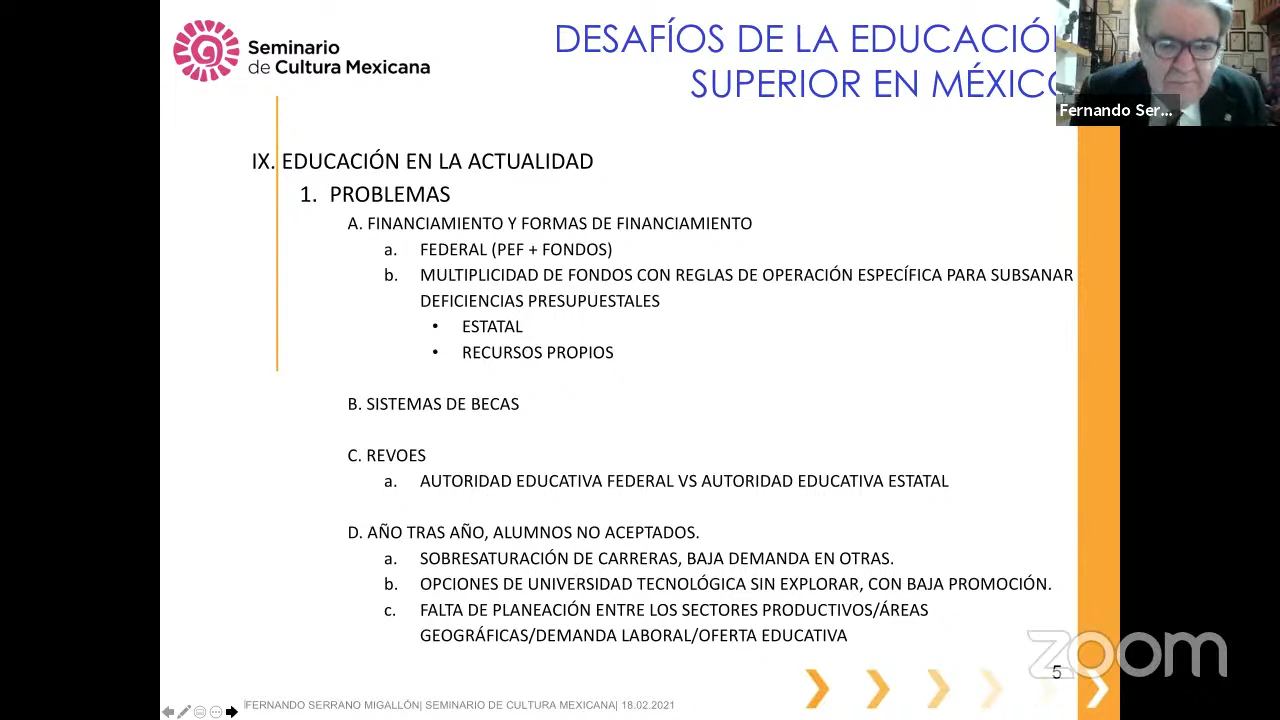 Seminario
de Cultura Mexicana
DESAFÍOS DE LA EDUCACIÓN
SUPERIOR EN MÉXICO
Fernando Ser...
IX. EDUCACIÓN EN LA ACTUALIDAD
1. PROBLEMAS
A. FINANCIAMIENTO Y FORMAS DE FINANCIAMIENTO
a. FEDERAL (PEF + FONDOS)
b. MULTIPLICIDAD DE FONDOS CON REGLAS DE OPERACIÓN ESPECÍFICA PARA SUBSANAR
DEFICIENCIAS PRESUPUESTALES
• ESTATAL
• RECURSOS PROPIOS
B. SISTEMAS DE BECAS
C. REVOES
a. AUTORIDAD EDUCATIVA FEDERAL VS AUTORIDAD EDUCATIVA ESTATAL
D. AÑO TRAS AÑO, ALUMNOS NO ACEPTADOS.
a. SOBRESATURACIÓN DE CARRERAS, BAJA DEMANDA EN OTRAS.
b. OPCIONES DE UNIVERSIDAD TECNOLÓGICA SIN EXPLORAR, CON BAJA PROMOCIÓN.
c. FALTA DE PLANEACIÓN ENTRE LOS SECTORES PRODUCTIVOS/ÁREAS
GEOGRÁFICAS/DEMANDA LABORAL/OFERTA EDUCATIVA
zoom
5
FERNANDO SERRANO MIGALLÓN| SEMINARIO DE CULTURA MEXICANA| 18.02.2021